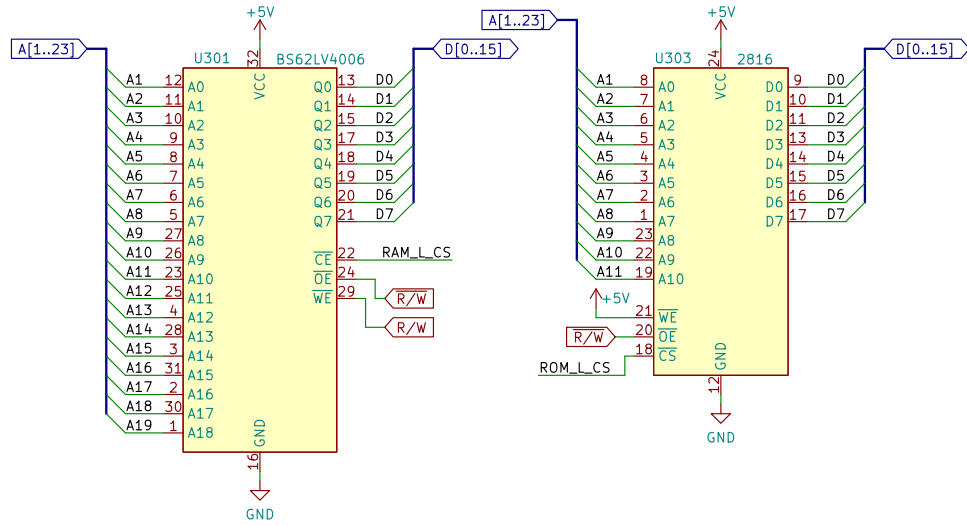 +5V
A[1..23]
U301
BS62LV4006
D[0..15]
32
VCC
A1 12 A0
A2 11 A1
A3 10 A2
A4 9 A3
A5 8 A4
A6 7 A5
A7 6 A6
A8 5 A7
A9 27 A8
A10 26 A9
A11 23 A10
A12 25 A11
A13 4 A12
A14 28 A13
A15 3 A14
A16 31 A15
A17 2 A16
A18 30 A17
A19 1 A18
Q0 13 D0
Q1 14 D1
Q2 15 D2
Q3 17 D3
Q4 18 D4
Q5 19 D5
Q6 20 D6
Q7 21 D7
CE 22 RAM_L_CS
OE 24
R/W
WE 29
R/W
GND
16
GND
+5V
A[1..23]
U303
2816
D[0..15]
24
VCC
A1 8 A0
A2 7 A1
A3 6 A2
A4 5 A3
A5 4 A4
A6 3 A5
A7 2 A6
A8 1 A7
A9 23 A8
A10 22 A9
A11 19 A10
D0 9 D0
D1 10 D1
D2 11 D2
D3 13 D3
D4 14 D4
D5 15 D5
D6 16 D6
D7 17 D7
+5V
21 WE
R/W 20 OE
ROM_L_CS 18 CS
GND
12
GND